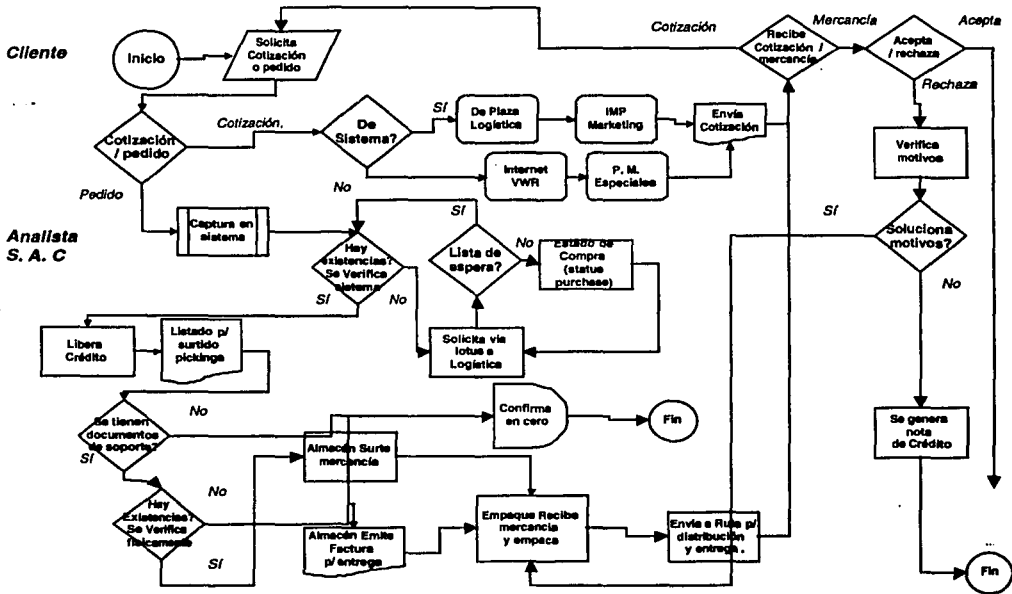 Cliente
Inicio
Solicita
Cotización
o pedido
Cotización
Recibe
Cotización /
mercancía
Mercancía
Acepta
/ rechaza
Acepta
Rechaza
Cotización
/ pedido
Cotización.
De
Sistema?
Sí
De Plaza
Logística
IMP
Marketing
Envía
Cotización
Verifica
motivos
No
Internet
VWR
P. M.
Especiales
Pedido
Analista
S. A. C
Captura en
sistema
Hay
existencias?
Se Verifica
sistema
Sí
Lista de
espera?
No
Estado de
Compra
(status
purchase)
Sí
Soluciona
motivos?
No
Sí
No
Libera
Crédito
Listado p/
surtido
pickinga
Solicita vía
lotus a
Logística
No
Se tienen
documentos
de soporte?
Sí
Confirma
en cero
Fin
Se genera
nota
de Crédito
Almacén Surte
mercancía
No
Hay
Existencias?
Se Verifica
físicamente
Sí
Almacén Emite
Factura
p/ entrega
Empaque Recibe
mercancia
y empaca
Envía a Ruta p/
distribución
y entrega.
Fin